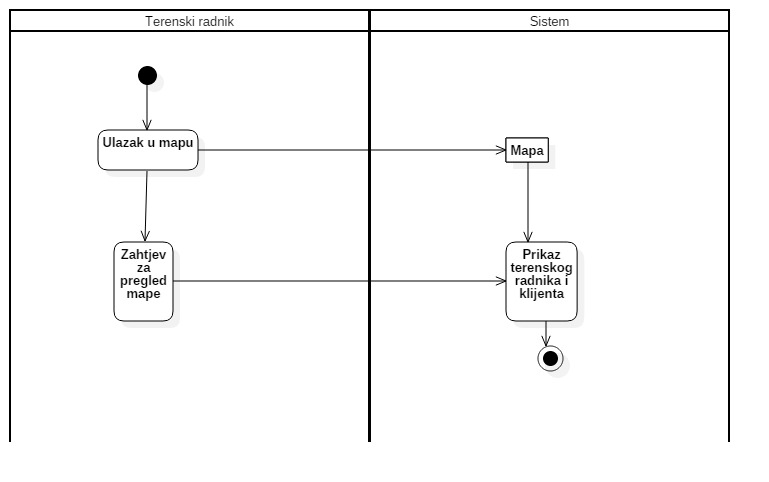 Terenski radnik
Sistem
Ulazak u mapu
Mapa
Zahtjev
za
pregled
mape
Prikaz
terenskog
radnika i
klijenta